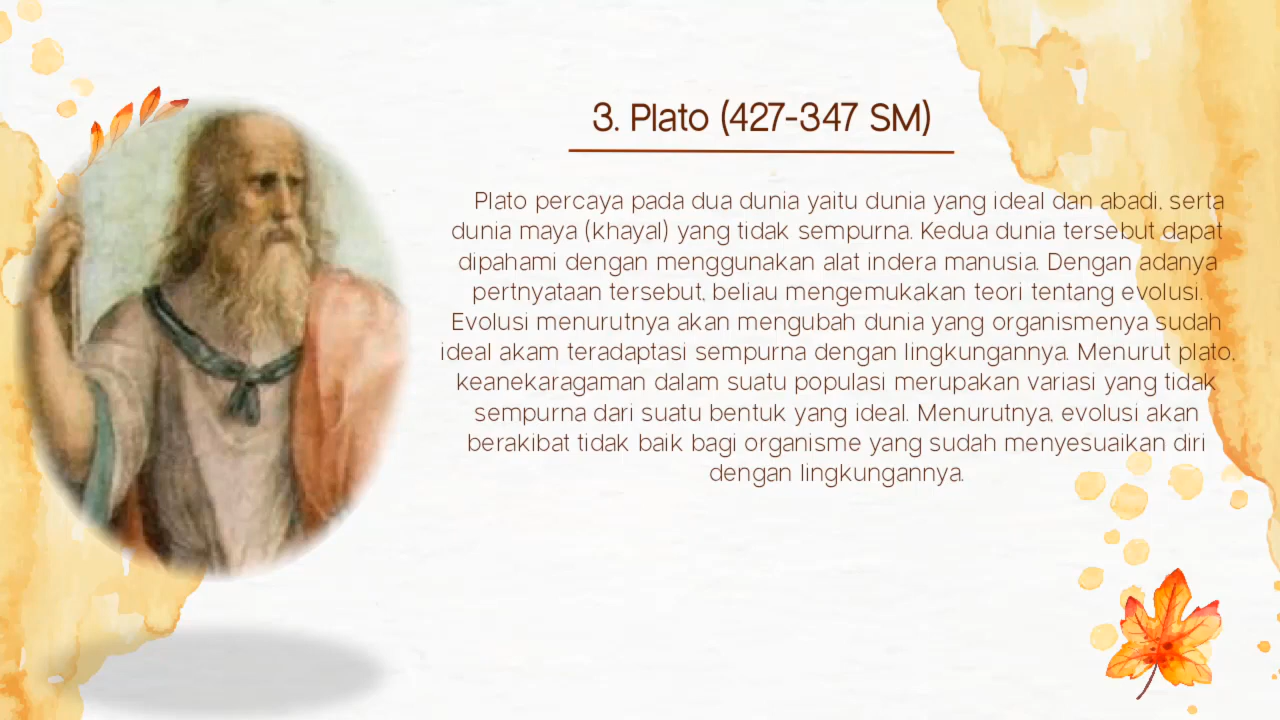 3. Plato (427-347 SM)
Plato percaya pada dua dunia yaitu dunia yang ideal dan abadi, serta
dunia maya (khayal) yang tidak sempurna. Kedua dunia tersebut dapat
dipahami dengan menggunakan alat indera manusia. Dengan adanya
pertnyataan tersebut, beliau mengemukakan teori tentang evolusi.
Evolusi menurutnya akan mengubah dunia yang organismenya sudah
ideal akam teradaptasi sempurna dengan lingkungannya. Menurut plato,
keanekaragaman dalam suatu populasi merupakan variasi yang tidak
sempurna dari suatu bentuk yang ideal. Menurutnya, evolusi akan
berakibat tidak baik bagi organisme yang sudah menyesuaikan diri
dengan lingkungannya.